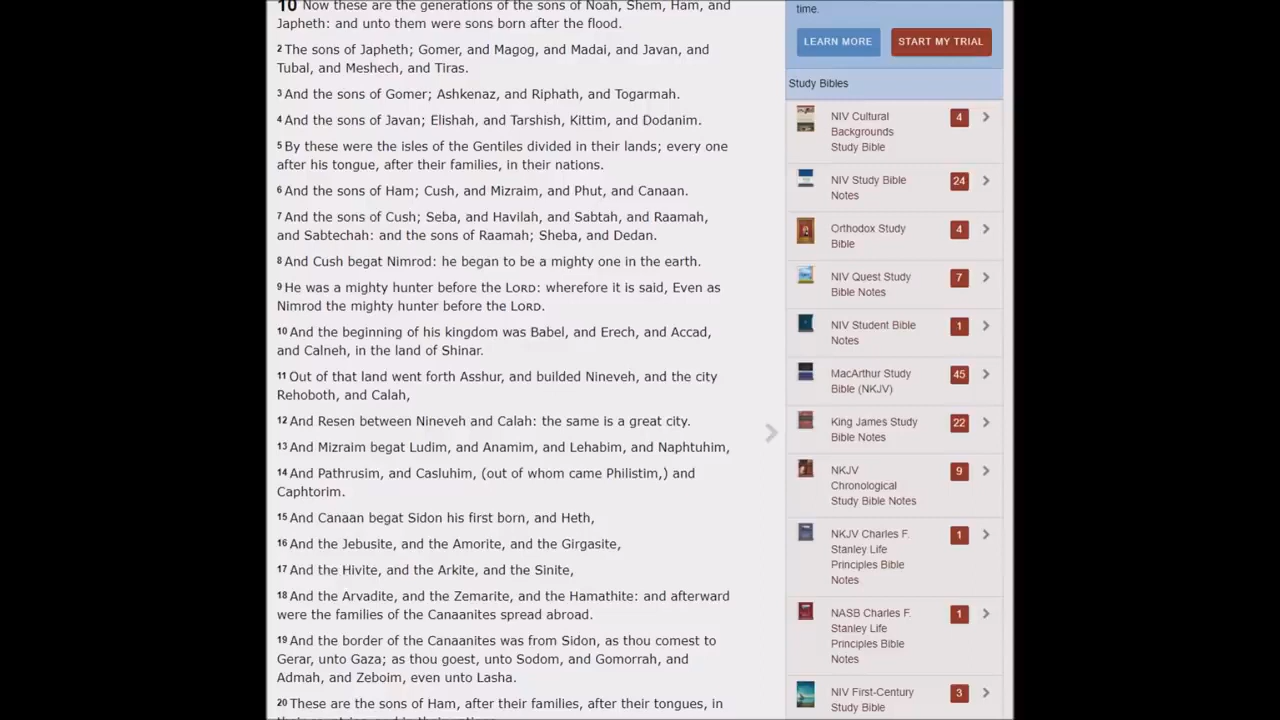 10 Now these are the generations of the sons of Noah, Shem, Ham, and
Japheth: and unto them were sons born after the flood.
2 The sons of Japheth; Gomer, and Magog, and Madai, and Javan, and
Tubal, and Meshech, and Tiras.
3 And the sons of Gomer; Ashkenaz, and Riphath, and Togarmah.
4 And the sons of Javan; Elishah, and Tarshish, Kittim, and Dodanim.
5 By these were the isles of the Gentiles divided in their lands; every one
after his tongue, after their families, in their nations.
6 And the sons of Ham; Cush, and Mizraim, and Phut, and Canaan.
7 And the sons of Cush; Seba, and Havilah, and Sabtah, and Raamah,
and Sabtechah: and the sons of Raamah; Sheba, and Dedan.
8 And Cush begat Nimrod: he began to be a mighty one in the earth.
9 He was a mighty hunter before the LORD: wherefore it is said, Even as
Nimrod the mighty hunter before the LORD.
10 And the beginning of his kingdom was Babel, and Erech, and Accad,
and Calneh, in the land of Shinar.
11 Out of that land went forth Asshur, and builded Nineveh, and the city
Rehoboth, and Calah,
12 And Resen between Nineveh and Calah: the same is a great city.
13 And Mizraim begat Ludim, and Anamim, and Lehabim, and Naphtuhim,
14 And Pathrusim, and Casluhim, (out of whom came Philistim,) and
Caphtorim.
15 And Canaan begat Sidon his first born, and Heth,
16 And the Jebusite, and the Amorite, and the Girgasite,
17 And the Hivite, and the Arkite, and the Sinite,
18 And the Arvadite, and the Zemarite, and the Hamathite: and afterward
were the families of the Canaanites spread abroad.
19 And the border of the Canaanites was from Sidon, as thou comest to
Gerar, unto Gaza; as thou goest, unto Sodom, and Gomorrah, and
Admah, and Zeboim, even unto Lasha.
20 These are the sons of Ham, after their families, after their tongues, in
time.
LEARN MORE
START MY TRIAL
Study Bibles
NIV Cultural
Backgrounds
Study Bible
4
NIV Study Bible
Notes
24
Orthodox Study
Bible
4
NIV Quest Study
Bible Notes
7
NIV Student Bible
Notes
1
MacArthur Study
Bible (NKJV)
45
King James Study
Bible Notes
22
NKJV
Chronological
Study Bible Notes
9
NKJV Charles F.
Stanley Life
Principles Bible
Notes
1
NASB Charles F.
Stanley Life
Principles Bible
Notes
1
NIV First-Century
Study Bible
3